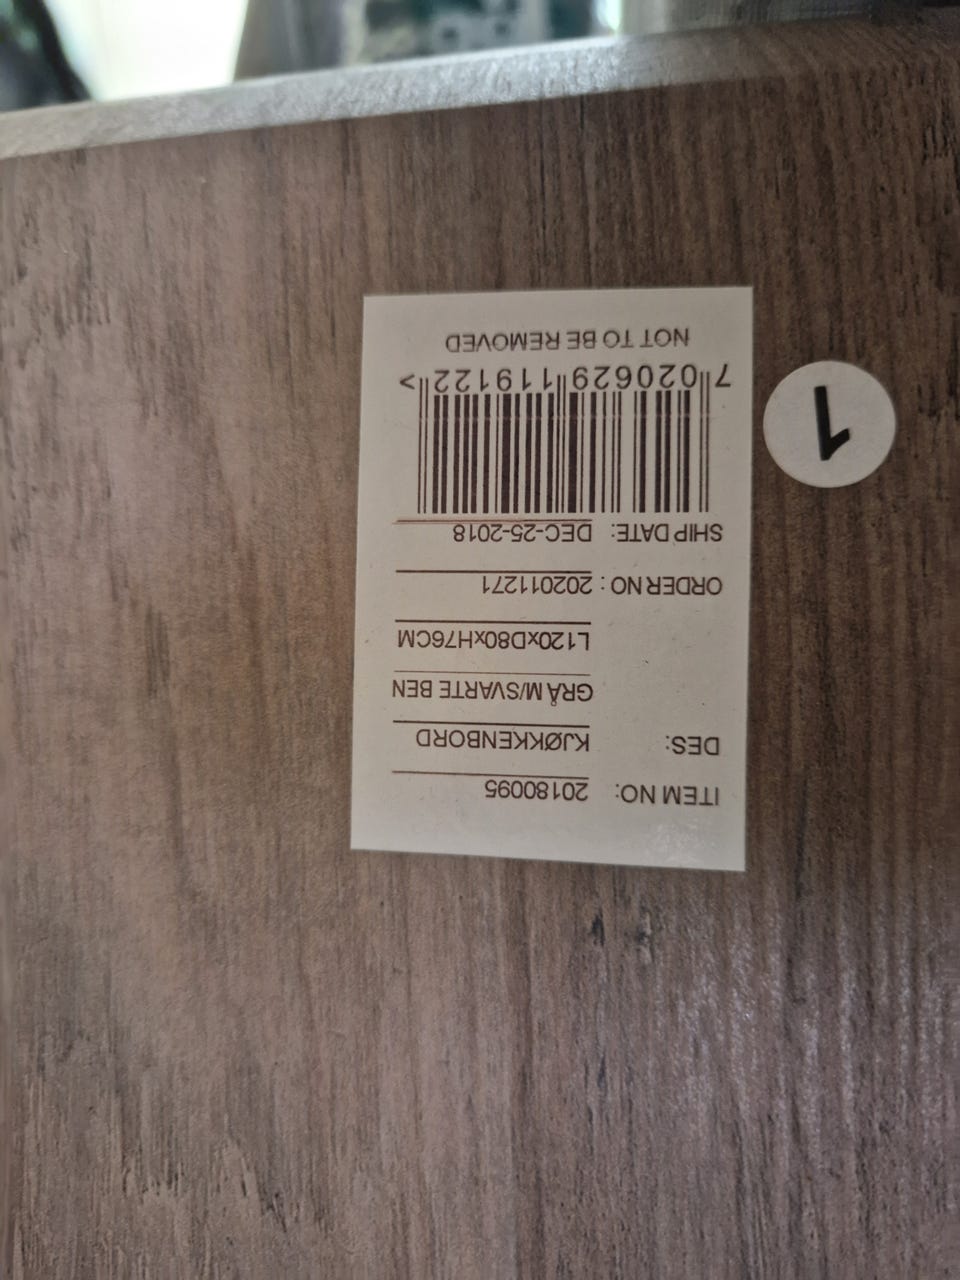 ITEM NO: 20180095
DES: KJØKKENBORD
GRÅ M/SVARTE BEN
L120xD80xH76CM
ORDER NO : 202011271
SHIP DATE: DEC-25-2018
7 020629 119122 >
NOT TO BE REMOVED
1